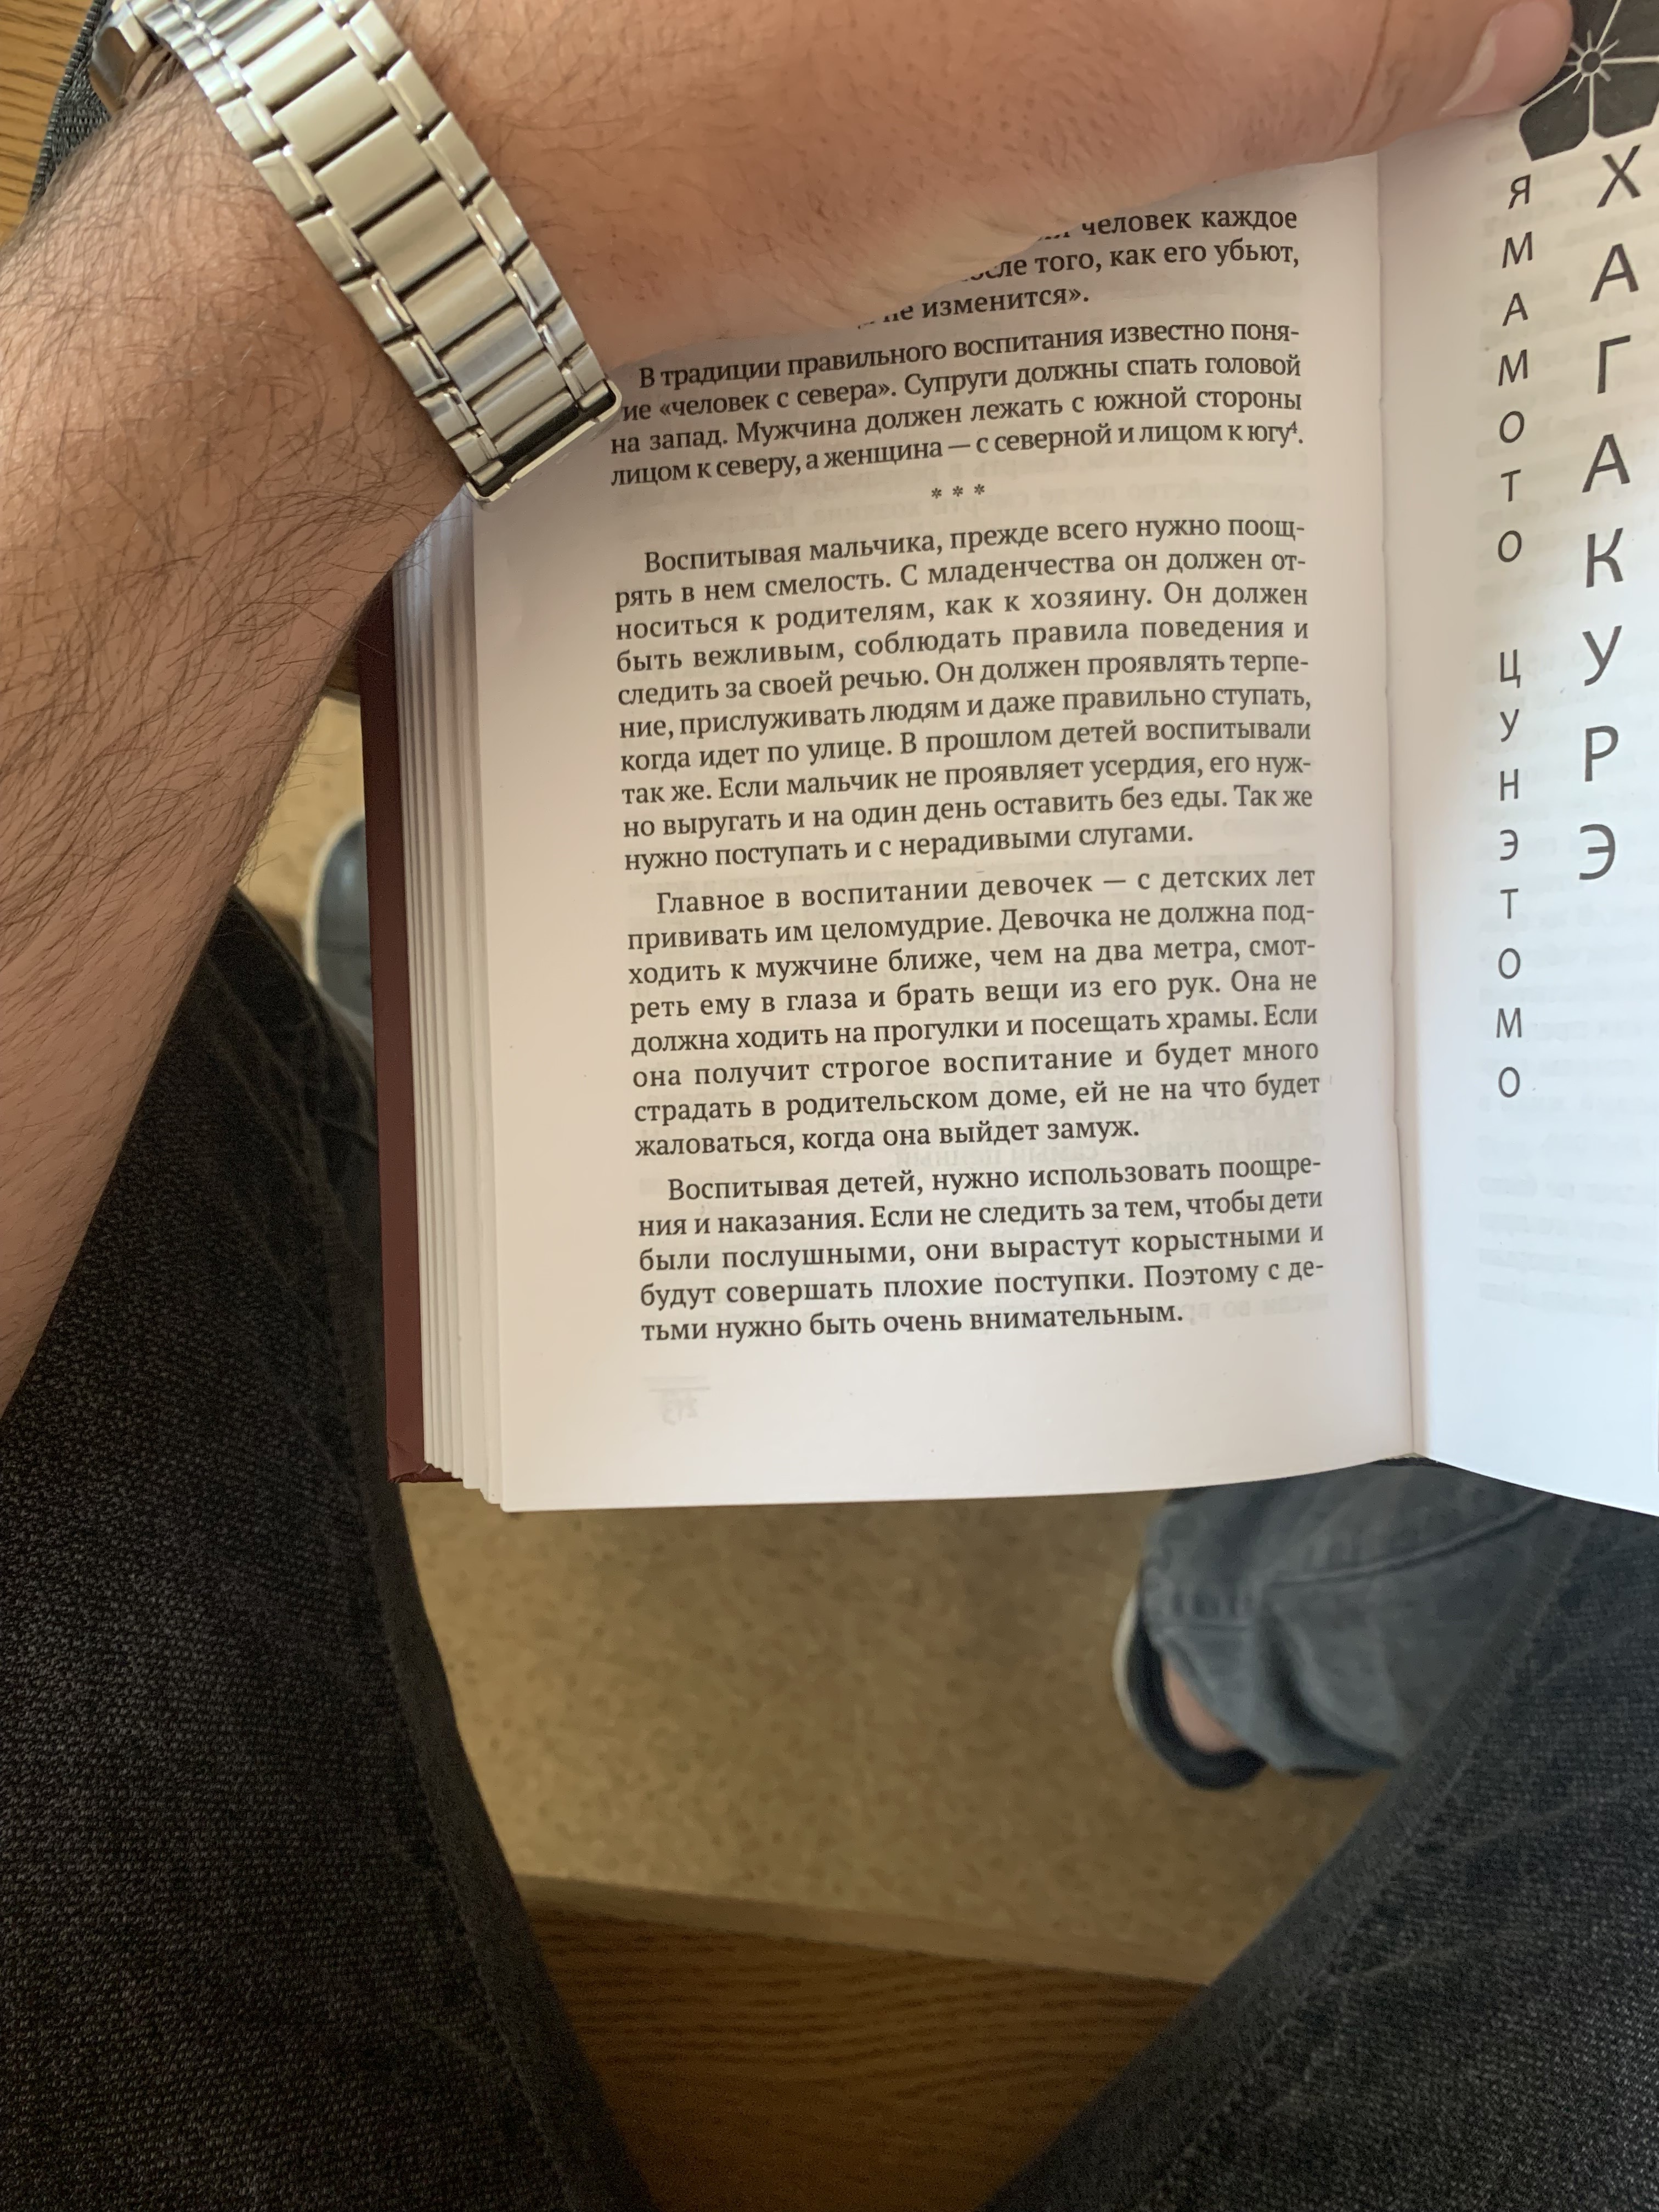 человек каждое
того, как его убьют,
не изменится».
В традиции правильного воспитания известно поня-
ие «человек с севера». Супруги должны спать головой
на запад. Мужчина должен лежать с южной стороны
лицом к северу, а женщина — с северной и лицом к югу⁴.
* * *
Воспитывая мальчика, прежде всего нужно поощ-
рять в нем смелость. С младенчества он должен от-
носиться к родителям, как к хозяину. Он должен
быть вежливым, соблюдать правила поведения и
следить за своей речью. Он должен проявлять терпе-
ние, прислуживать людям и даже правильно ступать,
когда идет по улице. В прошлом детей воспитывали
так же. Если мальчик не проявляет усердия, его нуж-
но выругать и на один день оставить без еды. Так же
нужно поступать и с нерадивыми слугами.
Главное в воспитании девочек — с детских лет
прививать им целомудрие. Девочка не должна под-
ходить к мужчине ближе, чем на два метра, смот-
реть ему в глаза и брать вещи из его рук. Она не
должна ходить на прогулки и посещать храмы. Если
она получит строгое воспитание и будет много
страдать в родительском доме, ей не на что будет
жаловаться, когда она выйдет замуж.
Воспитывая детей, нужно использовать поощре-
ния и наказания. Если не следить за тем, чтобы дети
были послушными, они вырастут корыстными и
будут совершать плохие поступки. Поэтому с де-
тьми нужно быть очень внимательным.
ЯМАМОТО ЦУНЭТОМО
ХАГАКУРЭ